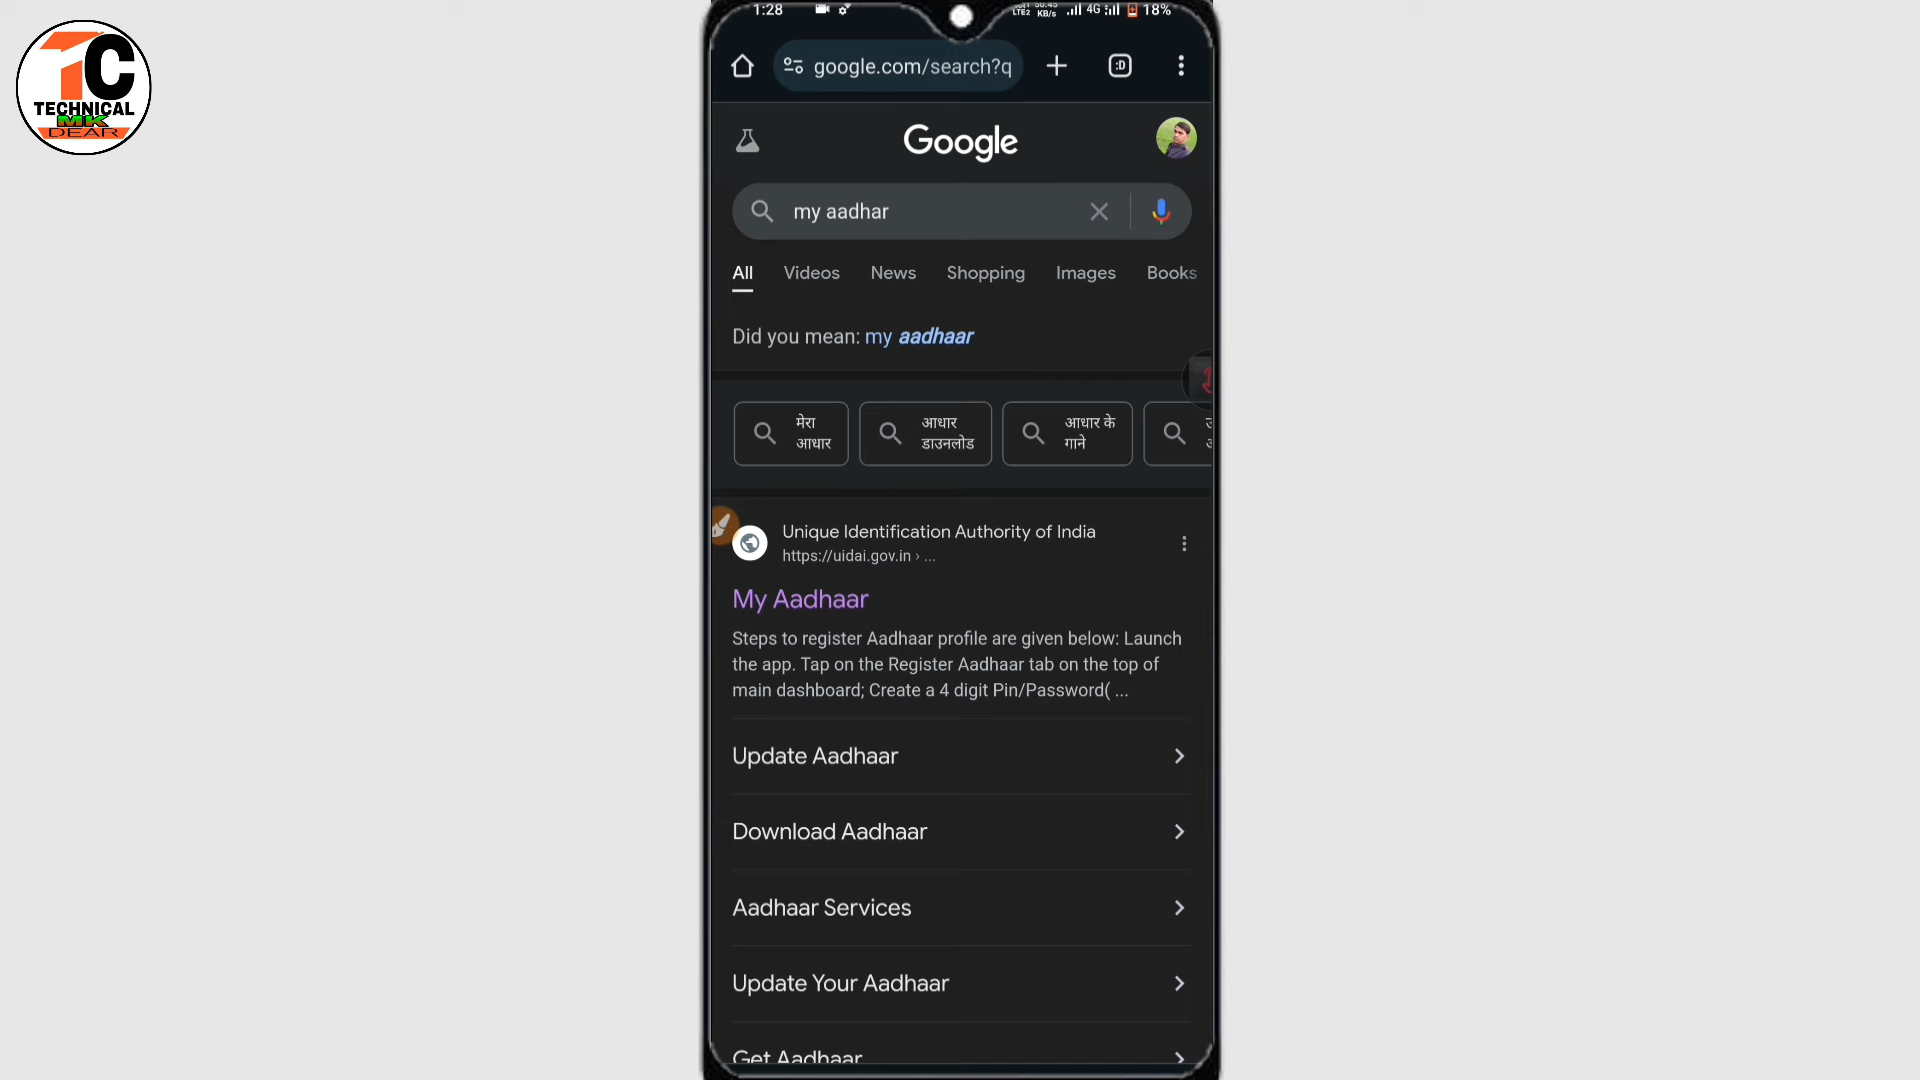 TC
TECHNICAL
MK
DEAR
1:28
LTE2 KB/s 4G 18%
google.com/search?q
:D
Google
my aadhar
All Videos News Shopping Images Books
Did you mean: my aadhaar
मेरा
आधार
आधार
डाउनलोड
आधार के
गाने
Unique Identification Authority of India
https://uidai.gov.in › ...
My Aadhaar
Steps to register Aadhaar profile are given below: Launch
the app. Tap on the Register Aadhaar tab on the top of
main dashboard; Create a 4 digit Pin/Password( ...
Update Aadhaar
Download Aadhaar
Aadhaar Services
Update Your Aadhaar
Get Aadhaar